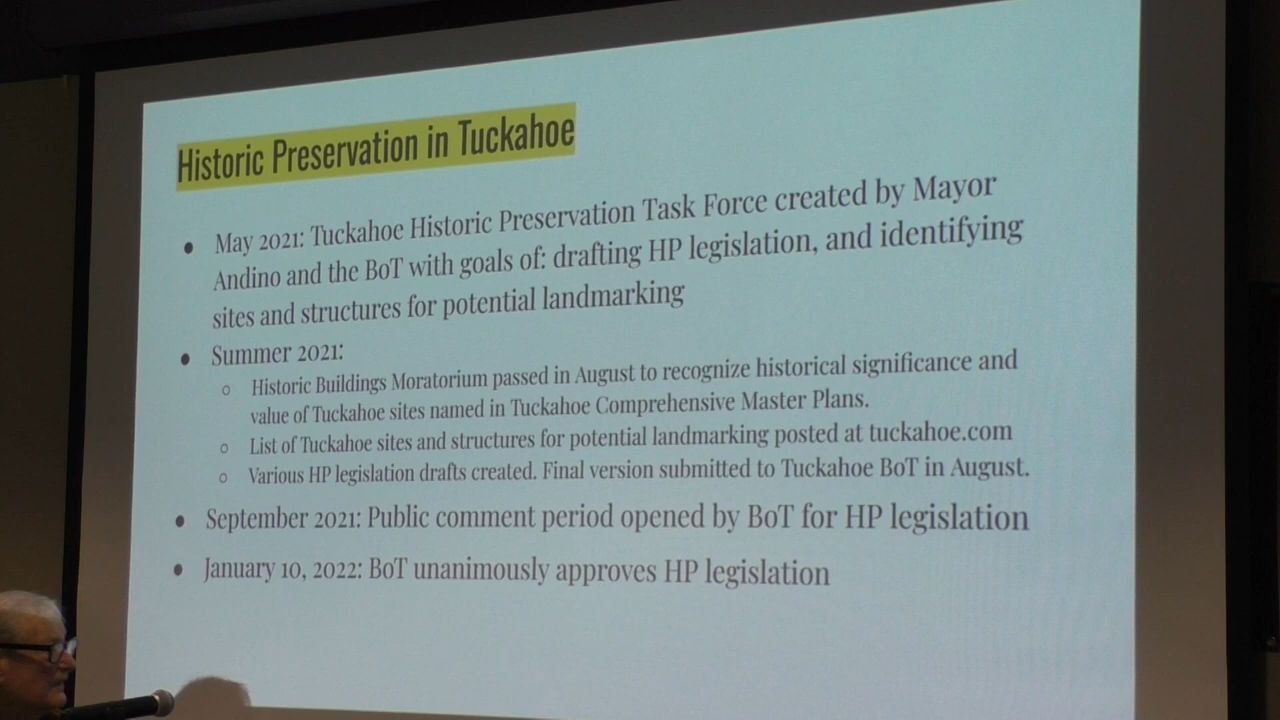 Historic Preservation in Tuckahoe
● May 2021: Tuckahoe Historic Preservation Task Force created by Mayor
Andino and the BoT with goals of: drafting HP legislation, and identifying
sites and structures for potential landmarking
● Summer 2021:
○ Historic Buildings Moratorium passed in August to recognize historical significance and
value of Tuckahoe sites named in Tuckahoe Comprehensive Master Plans.
○ List of Tuckahoe sites and structures for potential landmarking posted at tuckahoe.com
○ Various HP legislation drafts created. Final version submitted to Tuckahoe BoT in August.
● September 2021: Public comment period opened by BoT for HP legislation
● January 10, 2022: BoT unanimously approves HP legislation